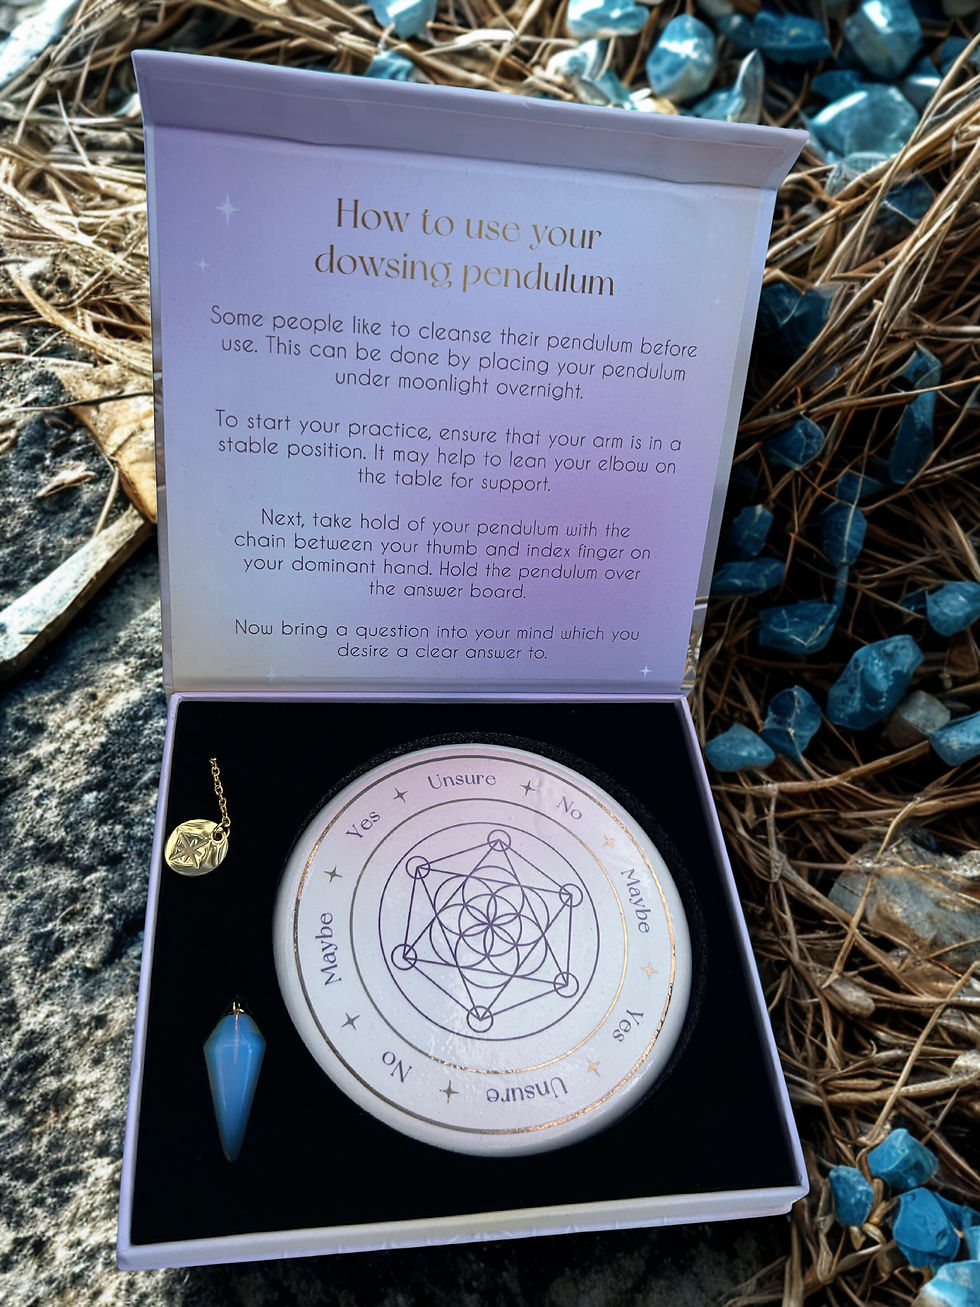 How to use your
dowsing pendulum
Some people like to cleanse their pendulum before
use. This can be done by placing your pendulum
under moonlight overnight.
To start your practice, ensure that your arm is in a
stable position. It may help to lean your elbow on
the table for support.
Next, take hold of your pendulum with the
chain between your thumb and index finger on
your dominant hand. Hold the pendulum over
the answer board.
Now bring a question into your mind which you
desire a clear answer to.
Unsure
No
Maybe
Yes
Unsure
No
Maybe
Yes